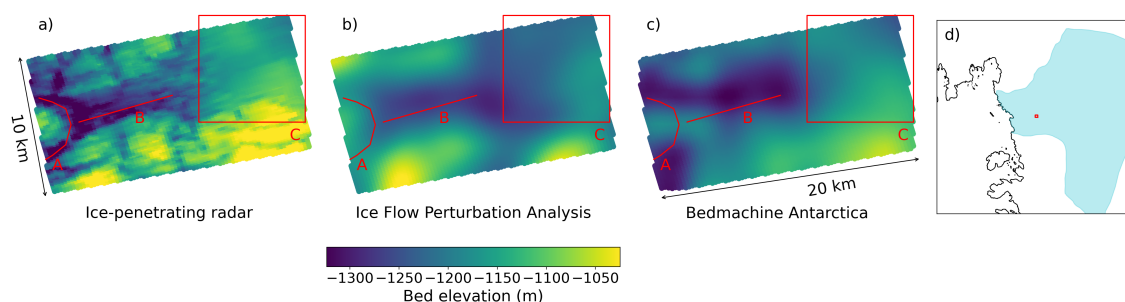 a)
b)
c)
d)
A
B
C
A
B
C
A
B
C
10 km
20 km
Ice-penetrating radar
Ice Flow Perturbation Analysis
Bedmachine Antarctica
−1300 −1250 −1200 −1150 −1100 −1050
Bed elevation (m)